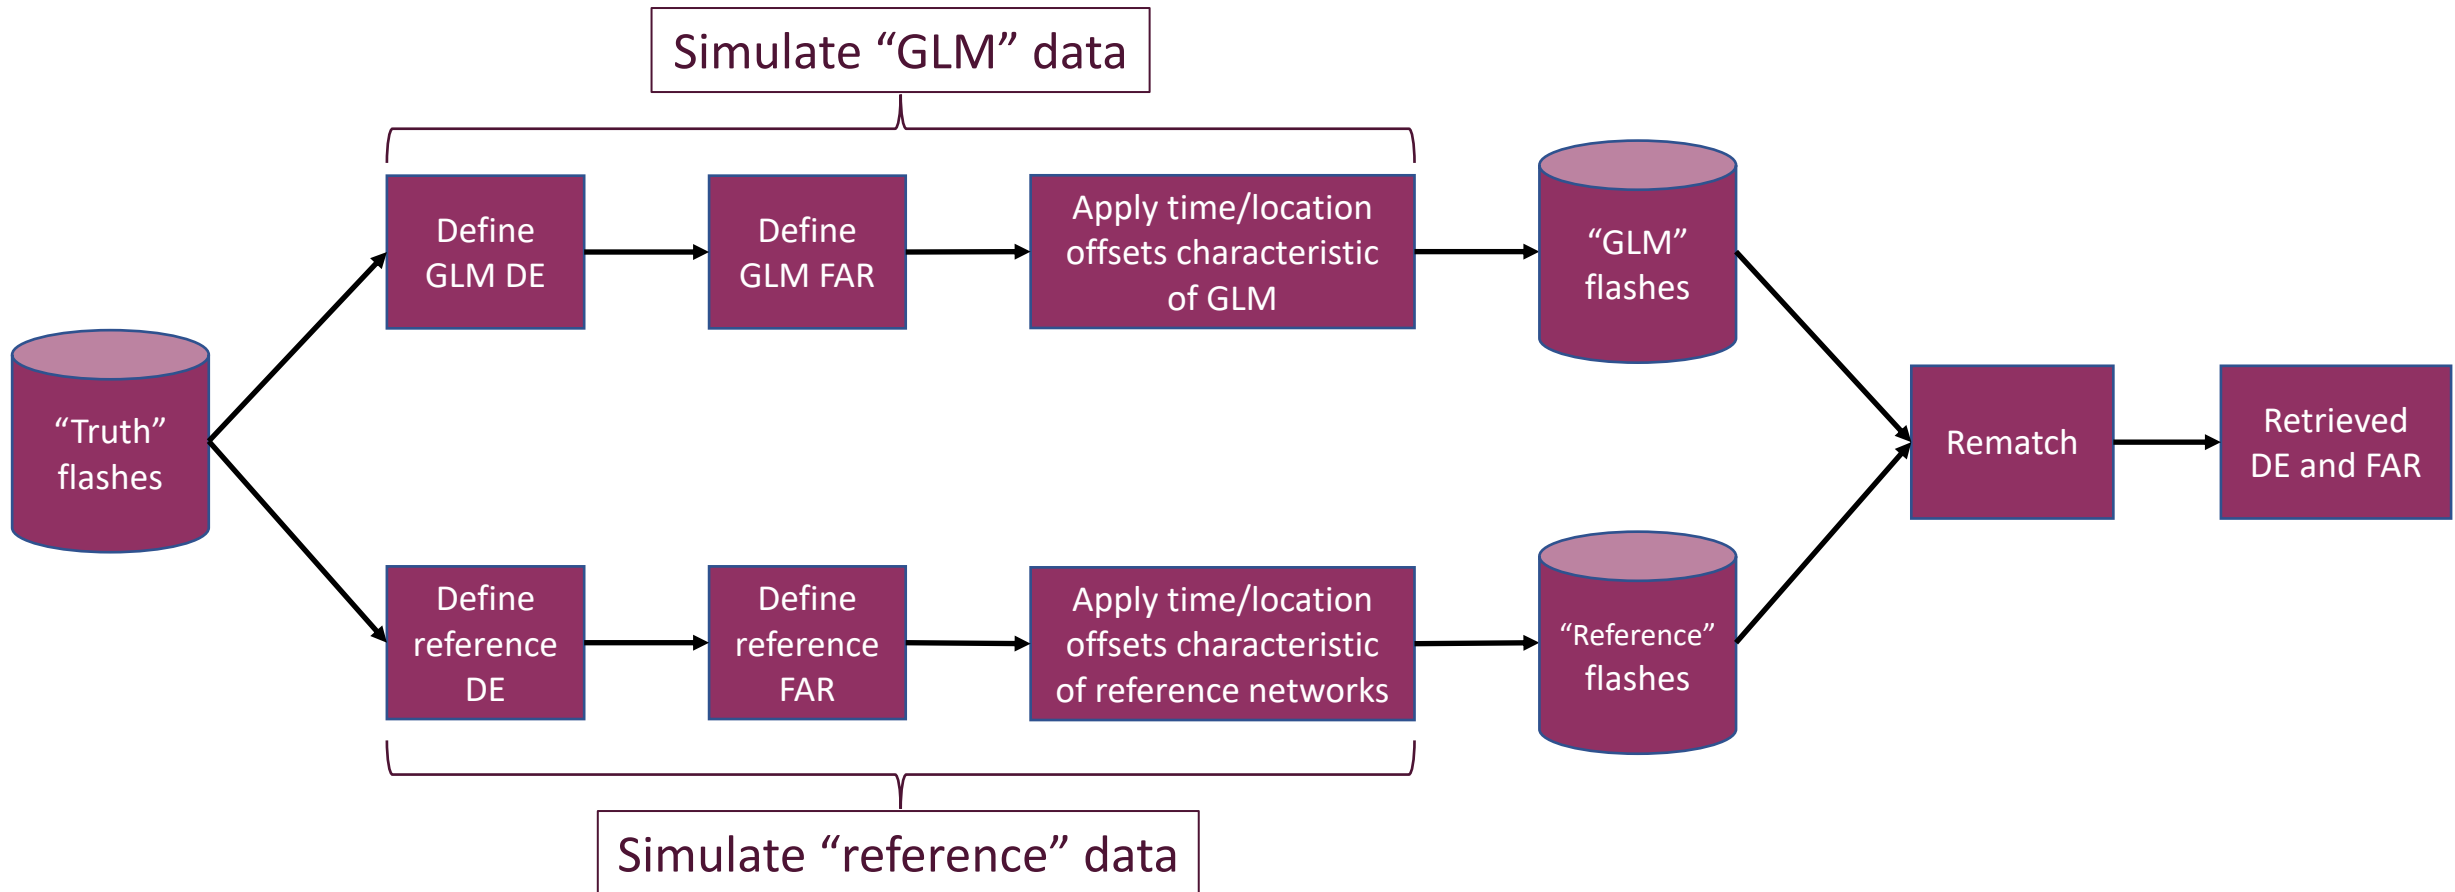 Simulate “GLM” data
Define
GLM DE
Define
GLM FAR
Apply time/location
offsets characteristic
of GLM
“GLM”
flashes
“Truth”
flashes
Rematch
Retrieved
DE and FAR
Define
reference
DE
Define
reference
FAR
Apply time/location
offsets characteristic
of reference networks
“Reference”
flashes
Simulate “reference” data